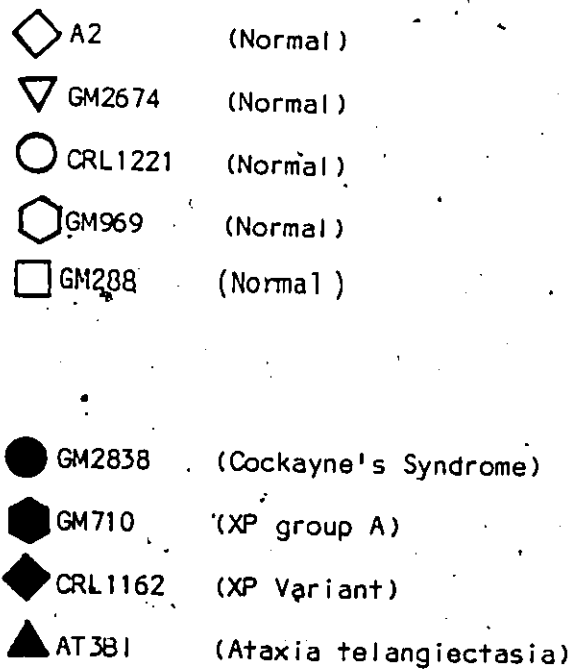 A2 (Normal)
GM2674 (Normal)
CRL1221 (Normal)
GM969 (Normal)
GM288 (Normal)
GM2838 (Cockayne's Syndrome)
GM710 (XP group A)
CRL1162 (XP Variant)
AT3BI (Ataxia telangiectasia)